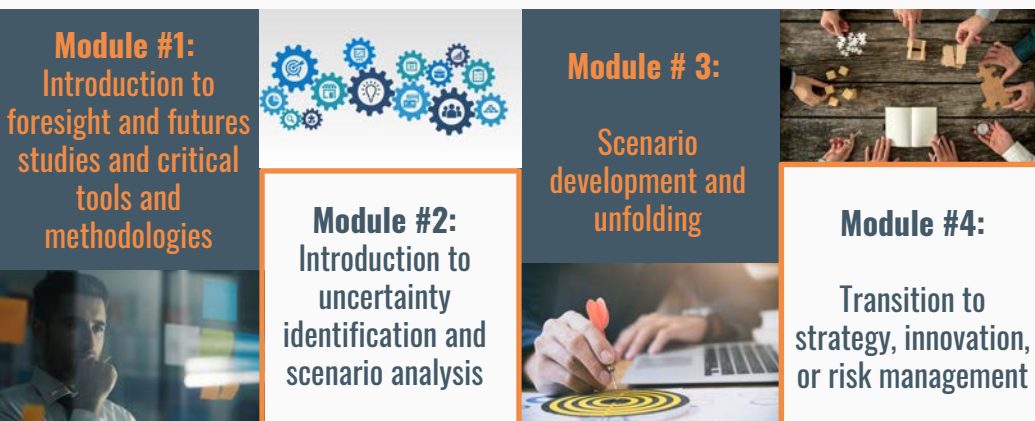 Module #1:
Introduction to
foresight and futures
studies and critical
tools and
methodologies
Module #2:
Introduction to
uncertainty
identification and
scenario analysis
Module # 3:
Scenario
development and
unfolding
Module #4:
Transition to
strategy, innovation,
or risk management